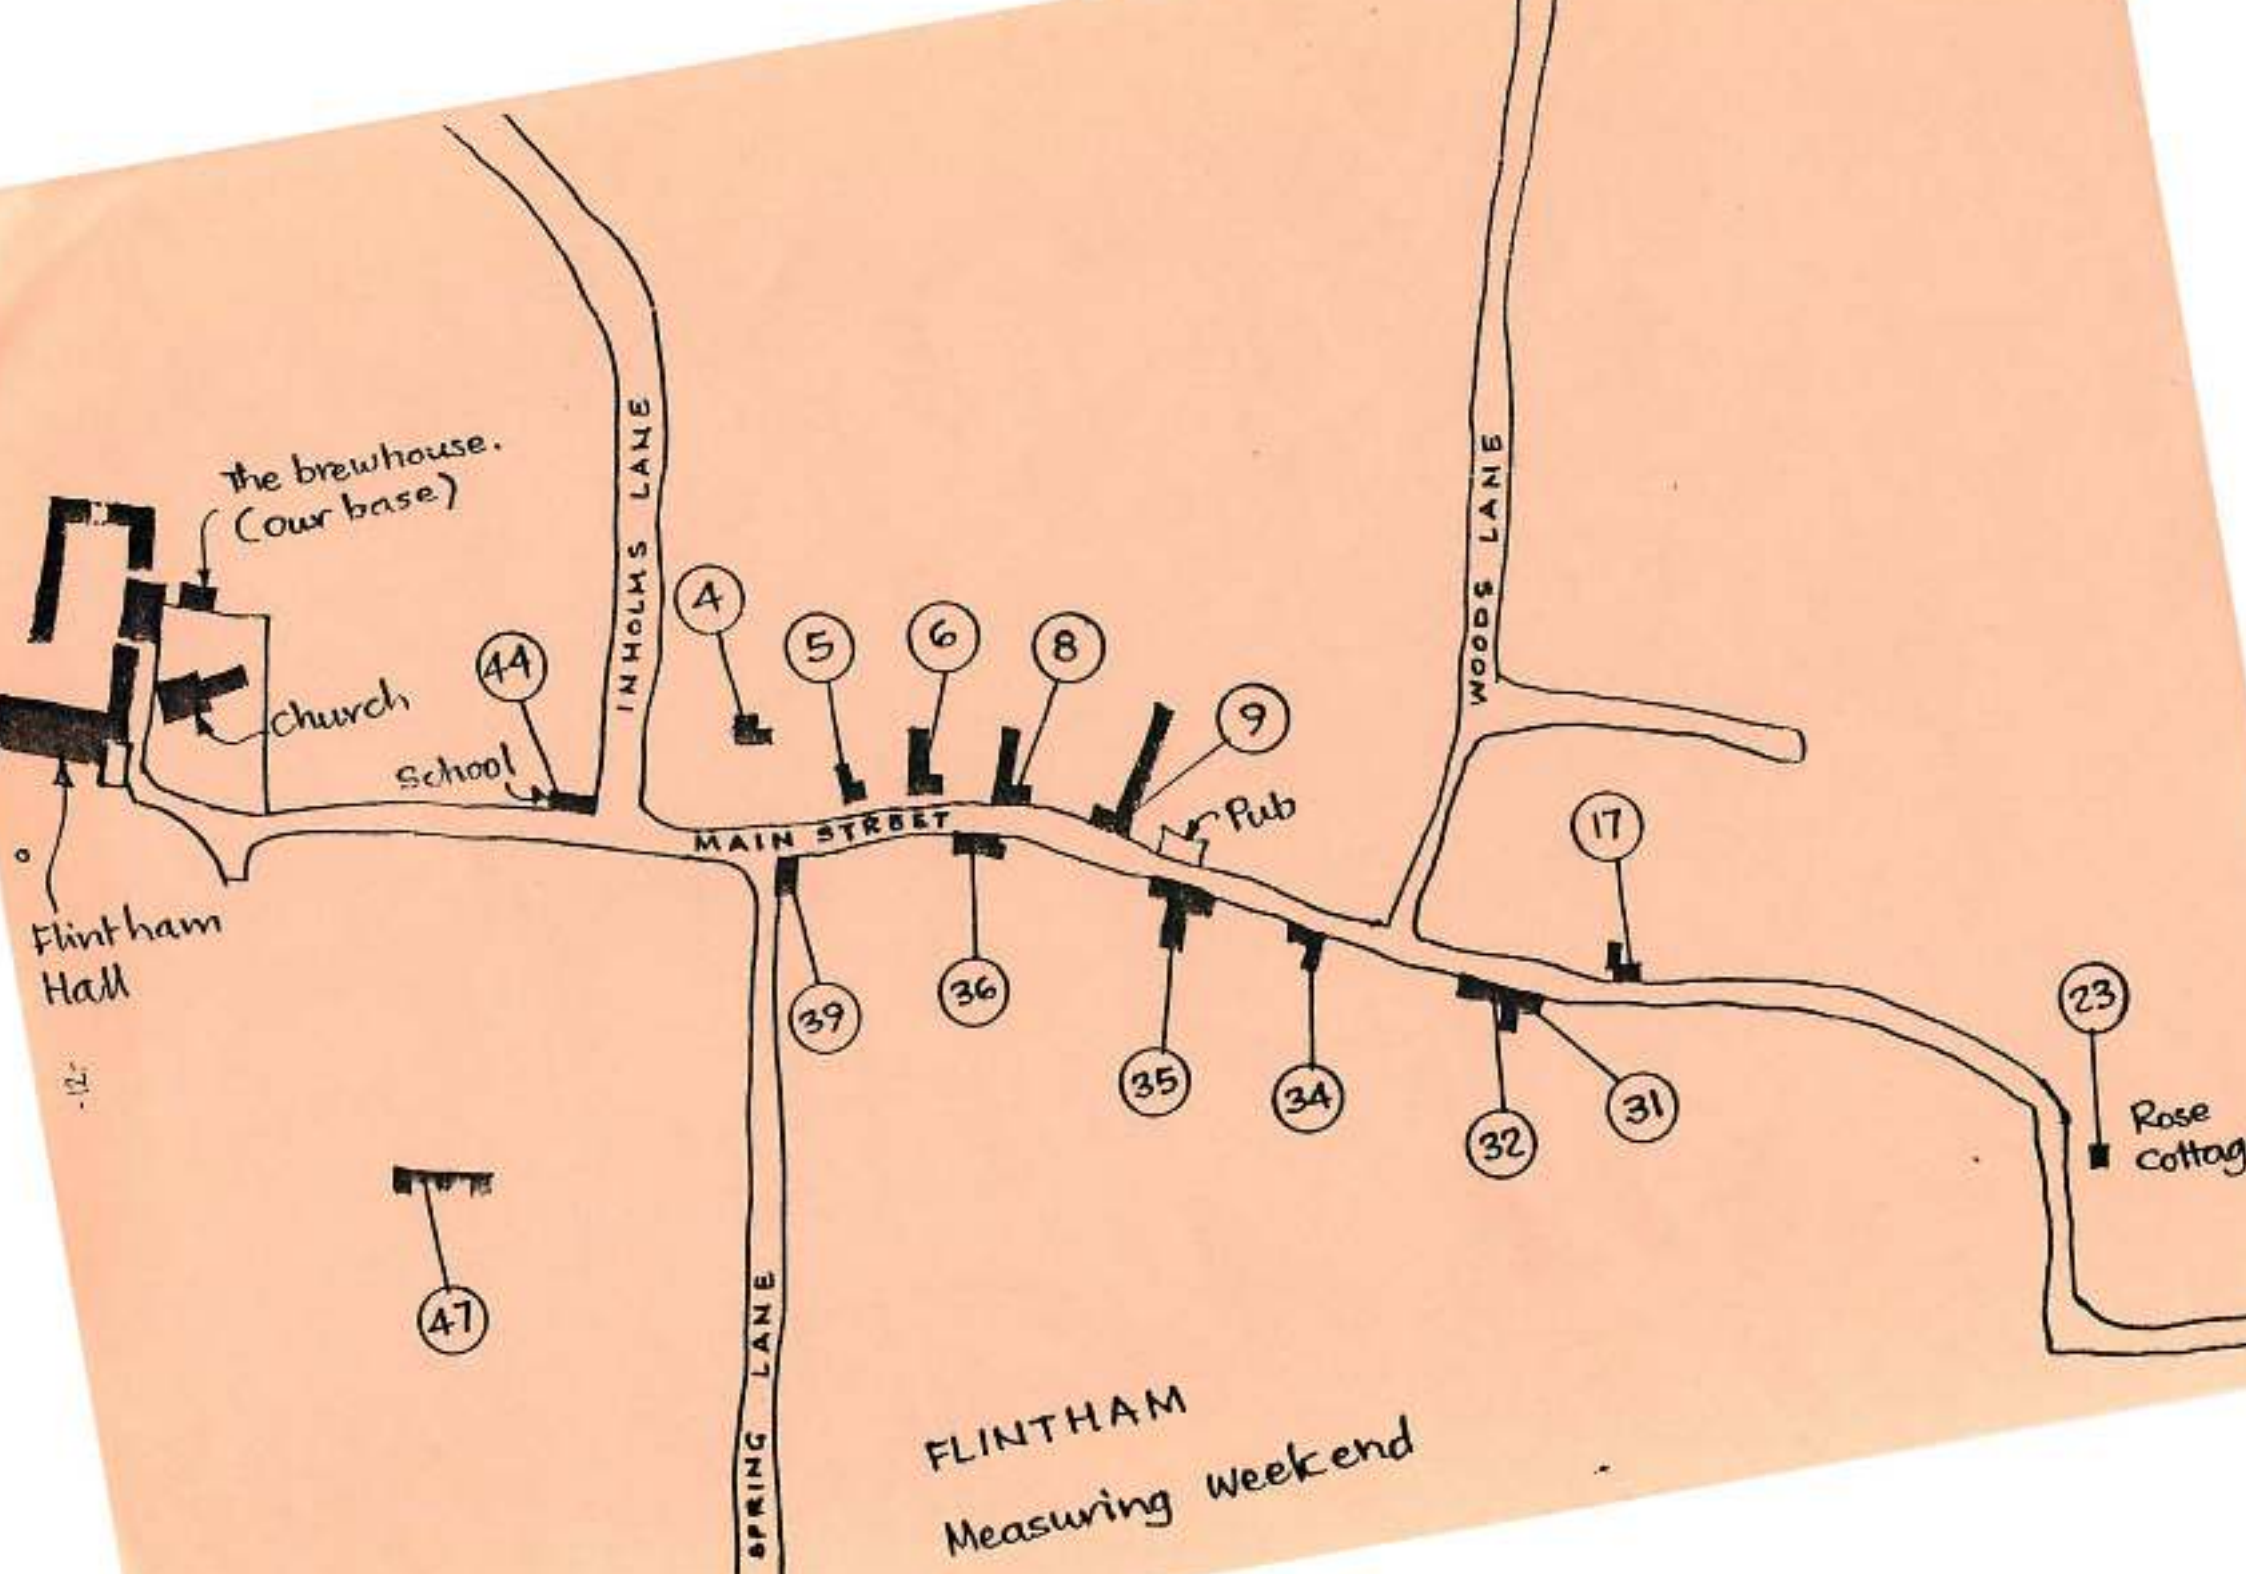 The brewhouse.
(our base)
INHOLMS LANE
WOODS LANE
4
5
6
8
44
9
church
School
Pub
17
MAIN STREET
Flintham
Hall
39
36
35
34
32
31
23
Rose
Cottag
47
SPRING LANE
FLINTHAM
Measuring weekend